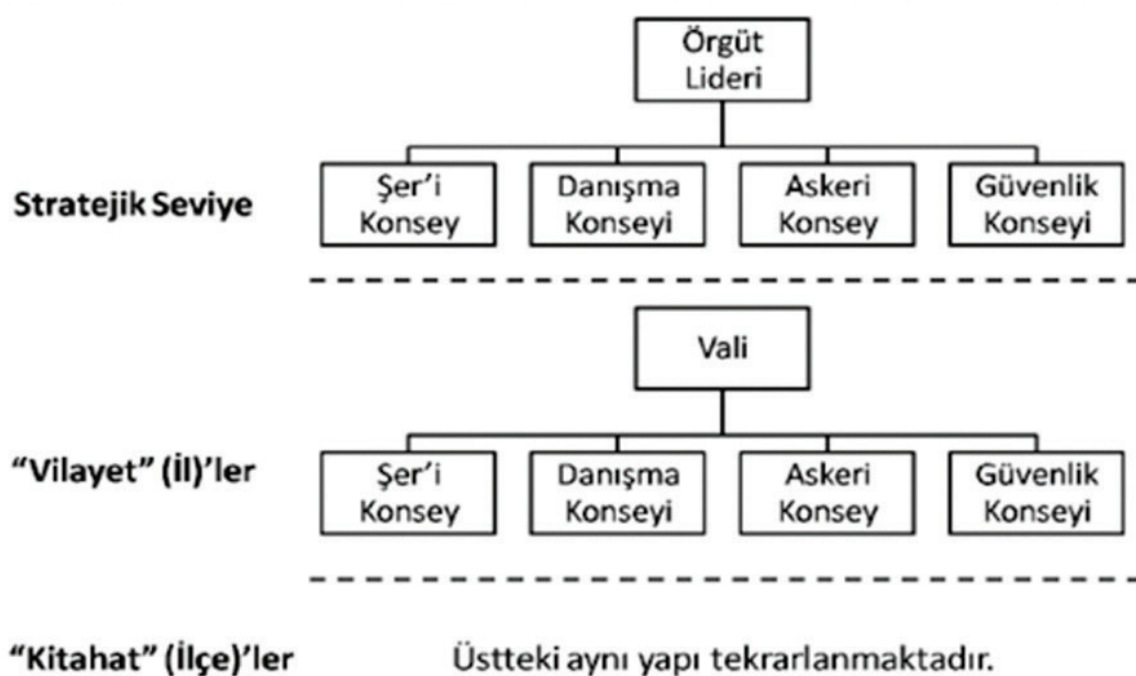 Örgüt
Lideri
Stratejik Seviye
Şer'i
Konsey
Danışma
Konseyi
Askeri
Konsey
Güvenlik
Konseyi
Vali
“Vilayet” (İl)'ler
Şer'i
Konsey
Danışma
Konseyi
Askeri
Konsey
Güvenlik
Konseyi
“Kitahat” (İlçe)'ler
Üstteki aynı yapı tekrarlanmaktadır.